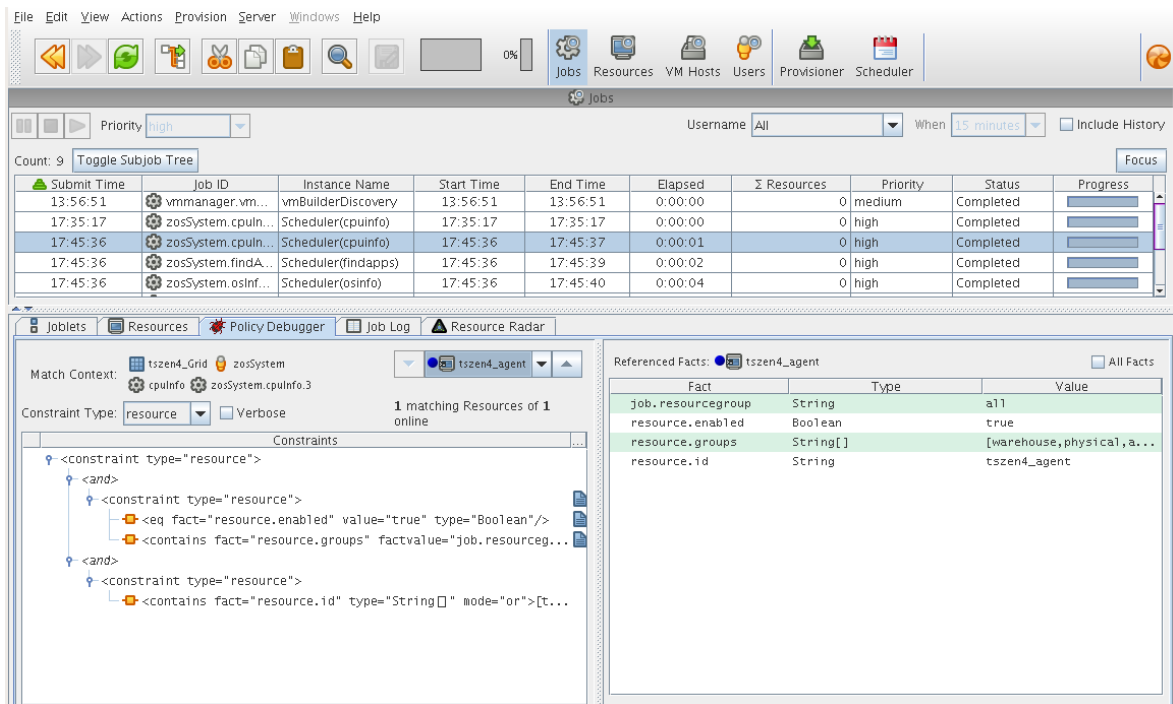 File Edit View Actions Provision Server Windows Help
0% Jobs Resources VM Hosts Users Provisioner Scheduler
Jobs
Priority high Username All When 15 minutes Include History
Count: 9 Toggle Subjob Tree Focus
Submit Time Job ID Instance Name Start Time End Time Elapsed Σ Resources Priority Status Progress
13:56:51 vmmanager.vm... vmBuilderDiscovery 13:56:51 13:56:51 0:00:00 0 medium Completed
17:35:17 zosSystem.cpuIn... Scheduler(cpuinfo) 17:35:17 17:35:17 0:00:00 0 high Completed
17:45:36 zosSystem.cpuIn... Scheduler(cpuinfo) 17:45:36 17:45:37 0:00:01 0 high Completed
17:45:36 zosSystem.findA... Scheduler(findapps) 17:45:36 17:45:39 0:00:02 0 high Completed
17:45:36 zosSystem.osInf... Scheduler(osinfo) 17:45:36 17:45:40 0:00:04 0 high Completed
Joblets Resources Policy Debugger Job Log Resource Radar
Match Context: tszen4_Grid zosSystem
cpuInfo zosSystem.cpuInfo.3
tszen4_agent
Constraint Type: resource Verbose
1 matching Resources of 1
online
Constraints ...
<constraint type="resource">
<and>
<constraint type="resource">
<eq fact="resource.enabled" value="true" type="Boolean"/>
<contains fact="resource.groups" factvalue="job.resourceg...
<and>
<constraint type="resource">
<contains fact="resource.id" type="String[]" mode="or">[t...
Referenced Facts: tszen4_agent All Facts
Fact Type Value
job.resourcegroup String all
resource.enabled Boolean true
resource.groups String[] [warehouse,physical,a...
resource.id String tszen4_agent